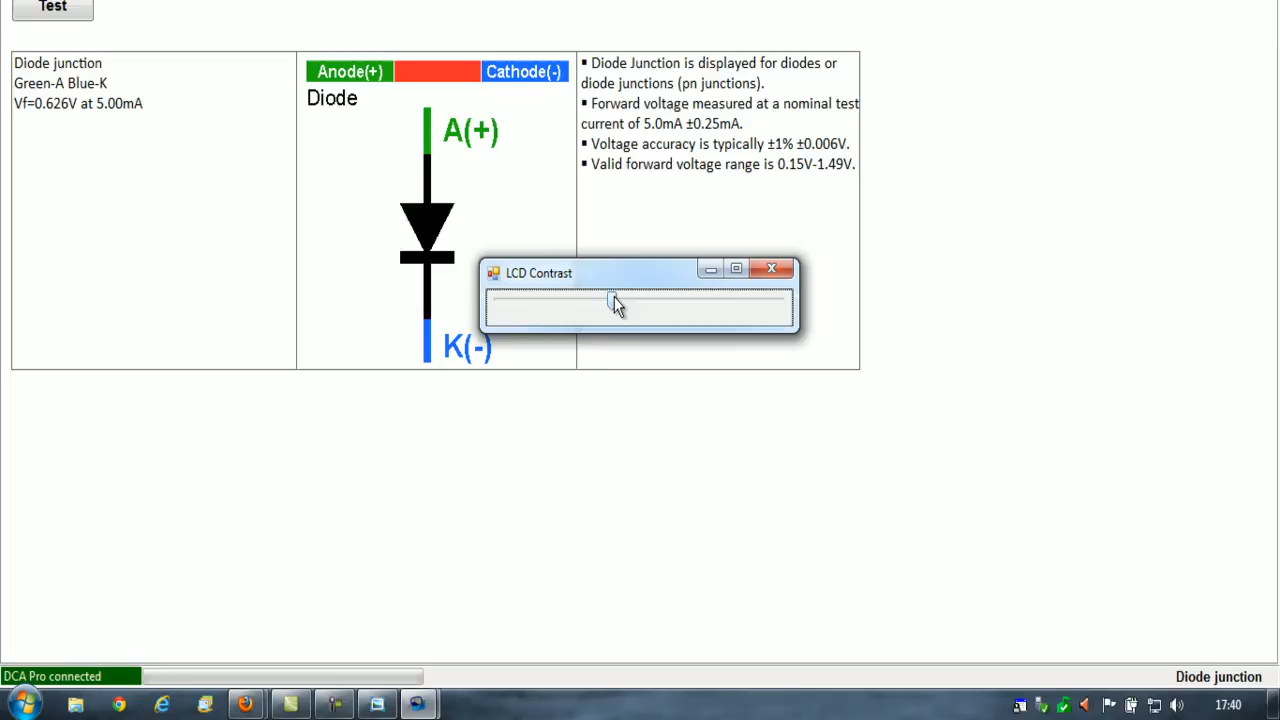 Test
Diode junction
Green-A Blue-K
Vf=0.626V at 5.00mA
Anode(+)
Cathode(-)
Diode
A(+)
K(-)
▪ Diode Junction is displayed for diodes or
diode junctions (pn junctions).
▪ Forward voltage measured at a nominal test
current of 5.0mA ±0.25mA.
▪ Voltage accuracy is typically ±1% ±0.006V.
▪ Valid forward voltage range is 0.15V-1.49V.
LCD Contrast
DCA Pro connected
Diode junction
17:40